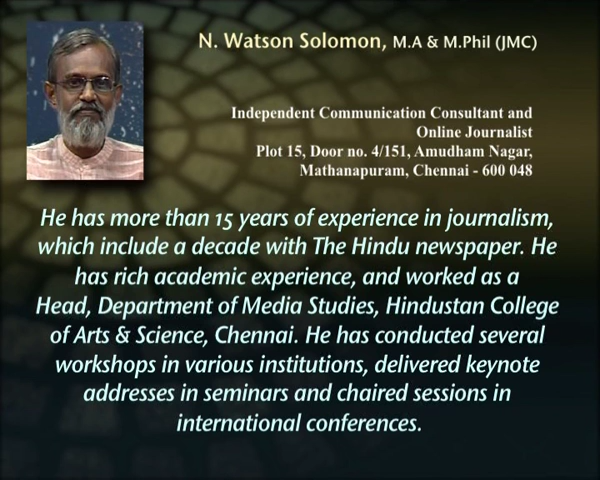 N. Watson Solomon, M.A & M.Phil (JMC)
Independent Communication Consultant and
Online Journalist
Plot 15, Door no. 4/151, Amudham Nagar,
Mathanapuram, Chennai - 600 048
He has more than 15 years of experience in journalism,
which include a decade with The Hindu newspaper. He
has rich academic experience, and worked as a
Head, Department of Media Studies, Hindustan College
of Arts & Science, Chennai. He has conducted several
workshops in various institutions, delivered keynote
addresses in seminars and chaired sessions in
international conferences.